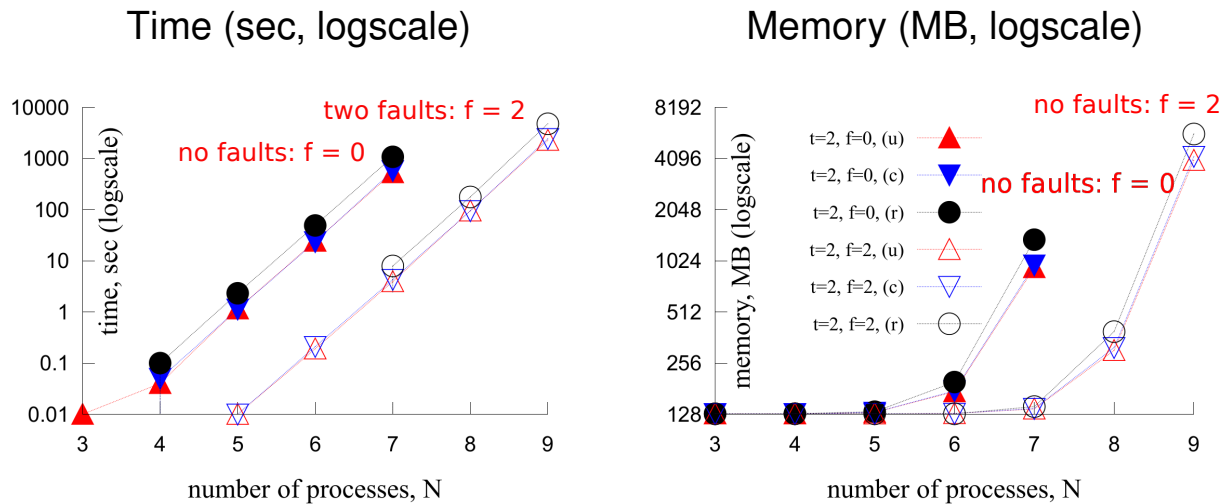 Time (sec, logscale)
10000
1000
100
10
1
0.1
0.01
time, sec (logscale)
two faults: f = 2
no faults: f = 0
3 4 5 6 7 8 9
number of processes, N
Memory (MB, logscale)
8192
4096
2048
1024
512
256
128
memory, MB (logscale)
no faults: f = 2
no faults: f = 0
t=2, f=0, (u)
t=2, f=0, (c)
t=2, f=0, (r)
t=2, f=2, (u)
t=2, f=2, (c)
t=2, f=2, (r)
3 4 5 6 7 8 9
number of processes, N